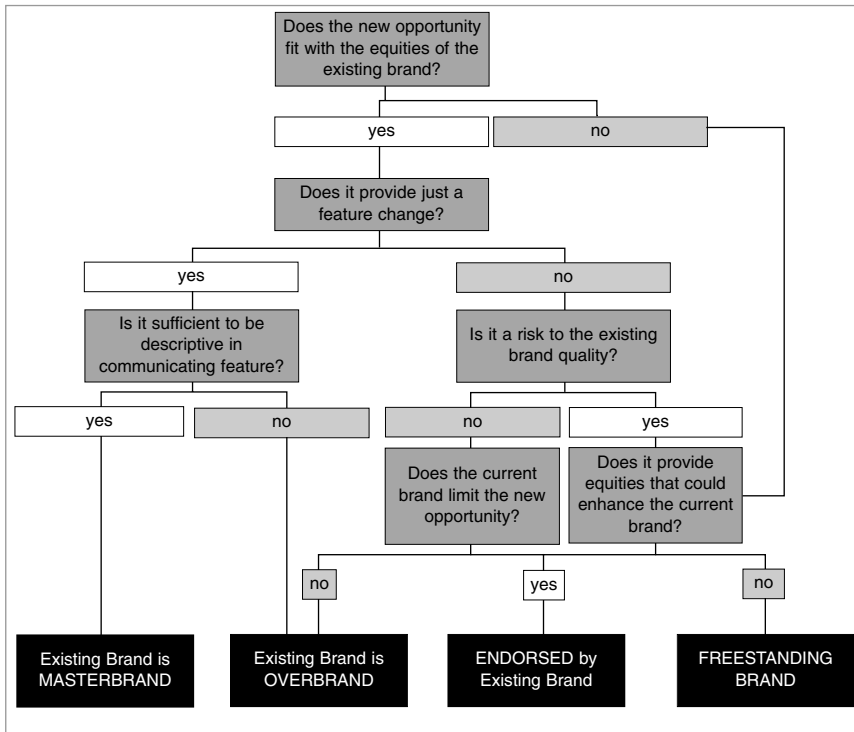 Does the new opportunity
fit with the equities of the
existing brand?
yes
no
Does it provide just a
feature change?
yes
no
Is it sufficient to be
descriptive in
communicating feature?
Is it a risk to the existing
brand quality?
yes
no
no
yes
Does the current
brand limit the new
opportunity?
Does it provide
equities that could
enhance the current
brand?
no
yes
no
Existing Brand is
MASTERBRAND
Existing Brand is
OVERBRAND
ENDORSED by
Existing Brand
FREESTANDING
BRAND